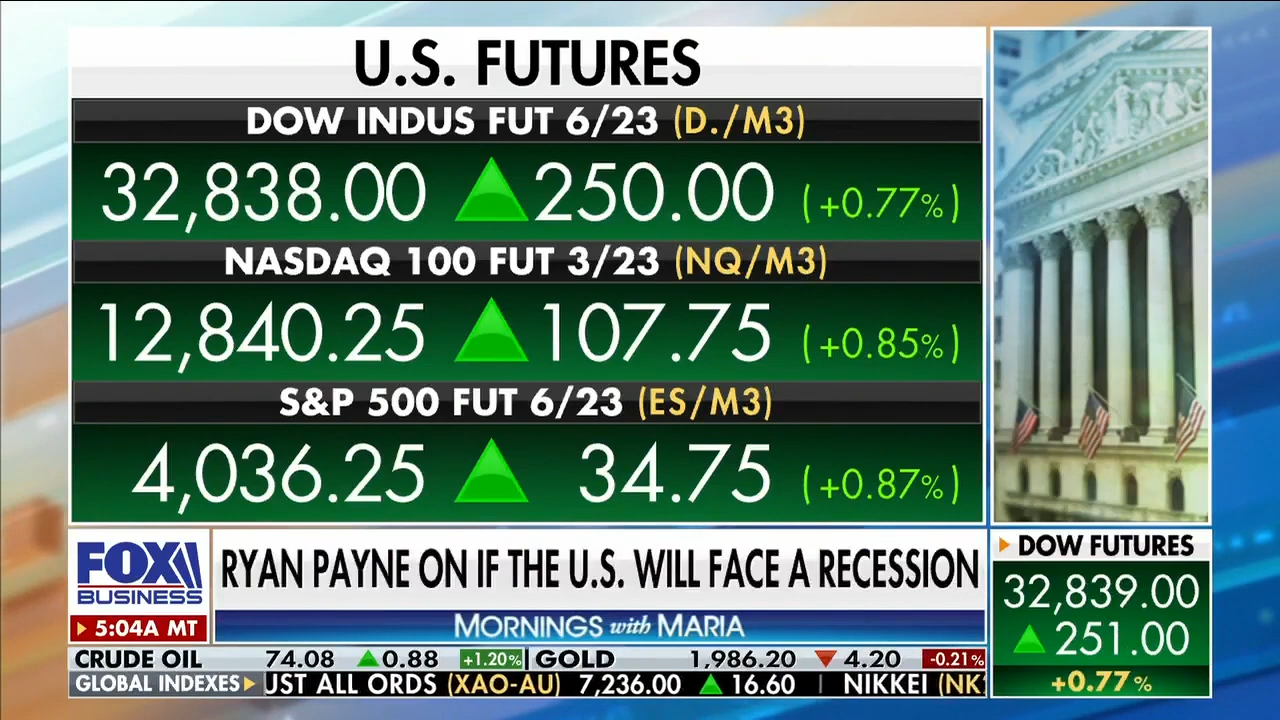 U.S. FUTURES
DOW INDUS FUT 6/23 (D./M3)
32,838.00 ▲ 250.00 (+0.77%)
NASDAQ 100 FUT 3/23 (NQ/M3)
12,840.25 ▲ 107.75 (+0.85%)
S&P 500 FUT 6/23 (ES/M3)
4,036.25 ▲ 34.75 (+0.87%)
FOX
BUSINESS
5:04A MT
RYAN PAYNE ON IF THE U.S. WILL FACE A RECESSION
MORNINGS with MARIA
DOW FUTURES
32,839.00
▲ 251.00
+0.77%
CRUDE OIL 74.08 ▲ 0.88 +1.20% GOLD 1,986.20 ▼ 4.20 -0.21%
GLOBAL INDEXES UST ALL ORDS (XAO-AU) 7,236.00 ▲ 16.60 | NIKKEI (NK